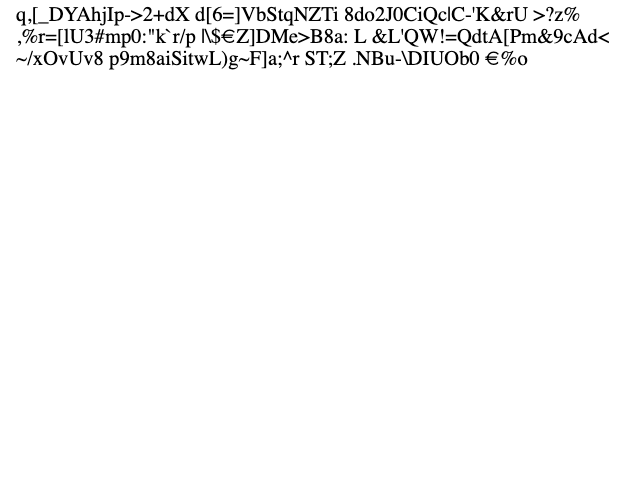 q,[_DYAhjIp->2+dX d[6=]VbStqNZTi 8do2J0CiQc|C-'K&rU >?z%
,%r=[lU3#mp0:"k`r/p |\$€Z]DMe>B8a: L &L'QW!=QdtA[Pm&9cAd<
~/xOvUv8 p9m8aiSitwL)g~F]a;^r ST;Z .NBu-\DIUOb0 €%o